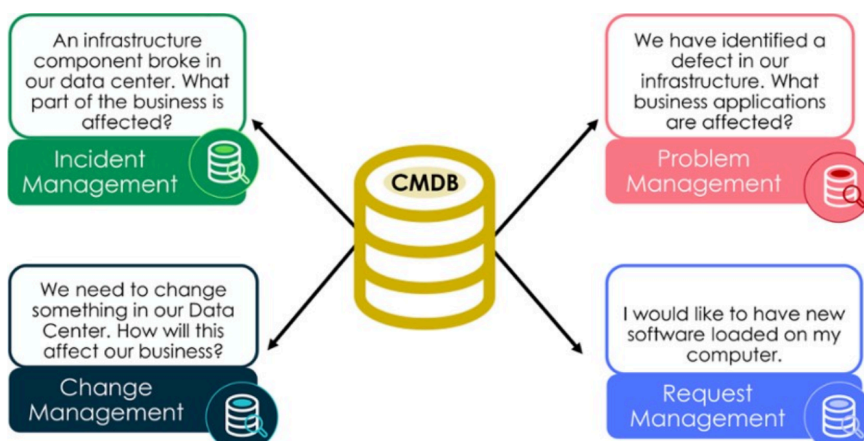 An infrastructure
component broke in
our data center. What
part of the business is
affected?
Incident
Management
We have identified a
defect in our
infrastructure. What
business applications
are affected?
Problem
Management
CMDB
We need to change
something in our Data
Center. How will this
affect our business?
Change
Management
I would like to have new
software loaded on my
computer.
Request
Management